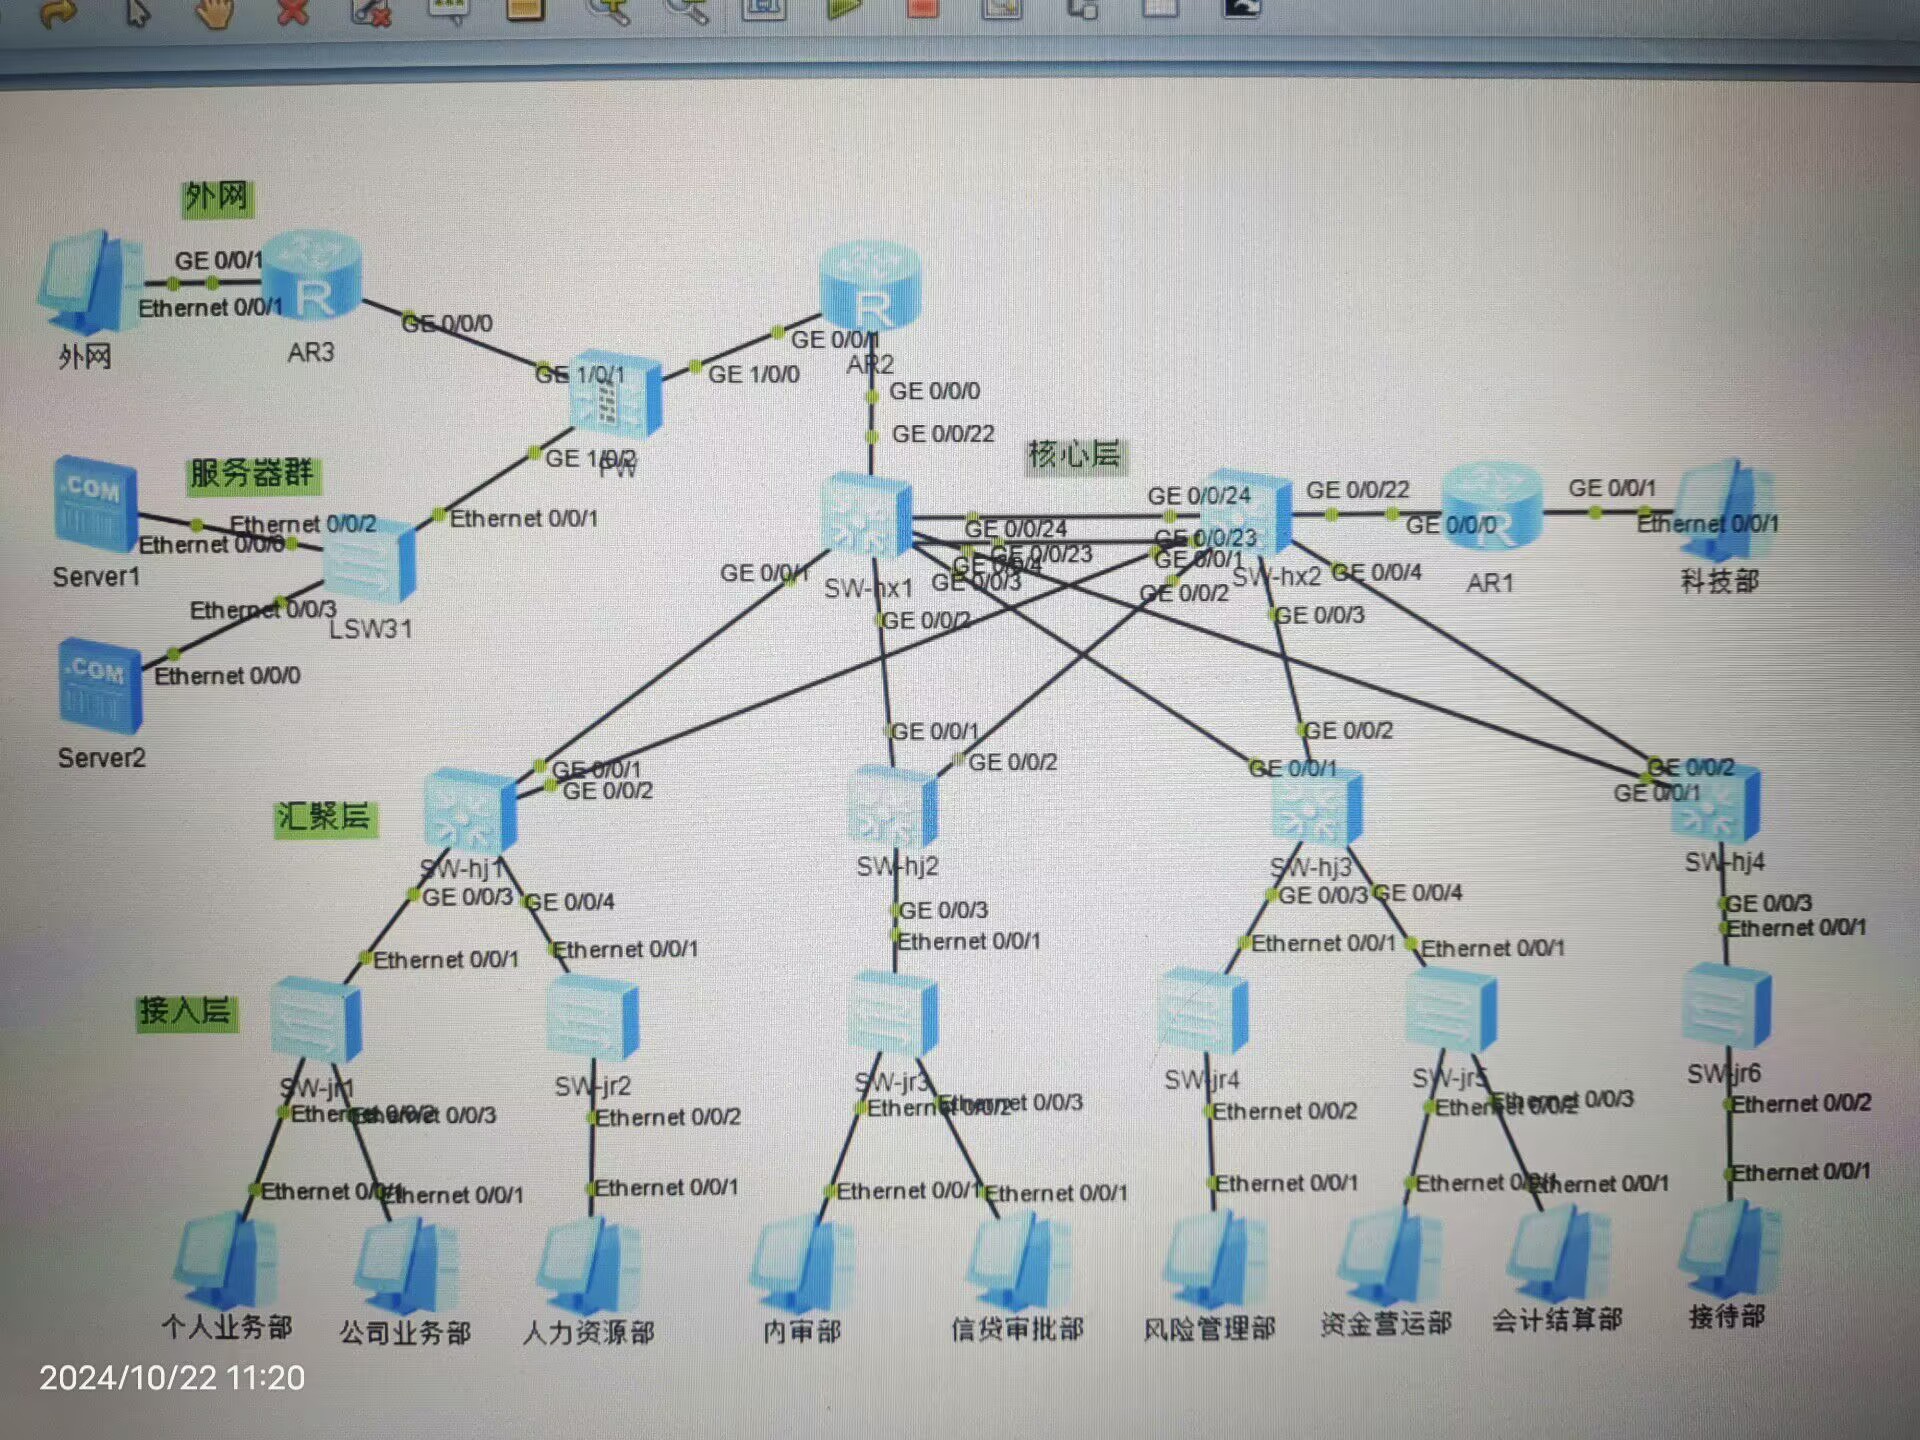 外网
GE 0/0/1
Ethernet 0/0/1
外网
AR3
GE 0/0/0
GE 1/0/1
GE 1/0/0
GE 0/0/1
AR2
GE 0/0/0
GE 0/0/22
GE 1/0/2
FW
服务器群
.COM
Ethernet 0/0/2
Ethernet 0/0/0
Server1
Ethernet 0/0/1
Ethernet 0/0/3
LSW31
.COM
Ethernet 0/0/0
Server2
核心层
GE 0/0/24
GE 0/0/24
GE 0/0/23
GE 0/0/23
GE 0/0/22
GE 0/0/0
GE 0/0/1
Ethernet 0/0/1
GE 0/0/1
SW-hx1
GE 0/0/4
GE 0/0/3
GE 0/0/2
GE 0/0/1
GE 0/0/2
SW-hx2
GE 0/0/4
GE 0/0/3
AR1
科技部
GE 0/0/1
GE 0/0/2
GE 0/0/1
GE 0/0/2
GE 0/0/2
GE 0/0/1
GE 0/0/2
GE 0/0/1
汇聚层
SW-hj1
SW-hj2
SW-hj3
SW-hj4
GE 0/0/3
GE 0/0/4
GE 0/0/3
GE 0/0/3
GE 0/0/4
GE 0/0/3
Ethernet 0/0/1
Ethernet 0/0/1
Ethernet 0/0/1
Ethernet 0/0/1
Ethernet 0/0/1
Ethernet 0/0/1
接入层
SW-jr1
SW-jr2
SW-jr3
SW-jr4
SW-jr5
SW-jr6
Ethernet 0/0/2
Ethernet 0/0/3
Ethernet 0/0/2
Ethernet 0/0/2
Ethernet 0/0/3
Ethernet 0/0/2
Ethernet 0/0/2
Ethernet 0/0/3
Ethernet 0/0/2
Ethernet 0/0/1
Ethernet 0/0/1
Ethernet 0/0/1
Ethernet 0/0/1
Ethernet 0/0/1
Ethernet 0/0/1
Ethernet 0/0/1
Ethernet 0/0/1
Ethernet 0/0/1
个人业务部
公司业务部
人力资源部
内审部
信贷审批部
风险管理部
资金营运部
会计结算部
接待部
2024/10/22 11:20